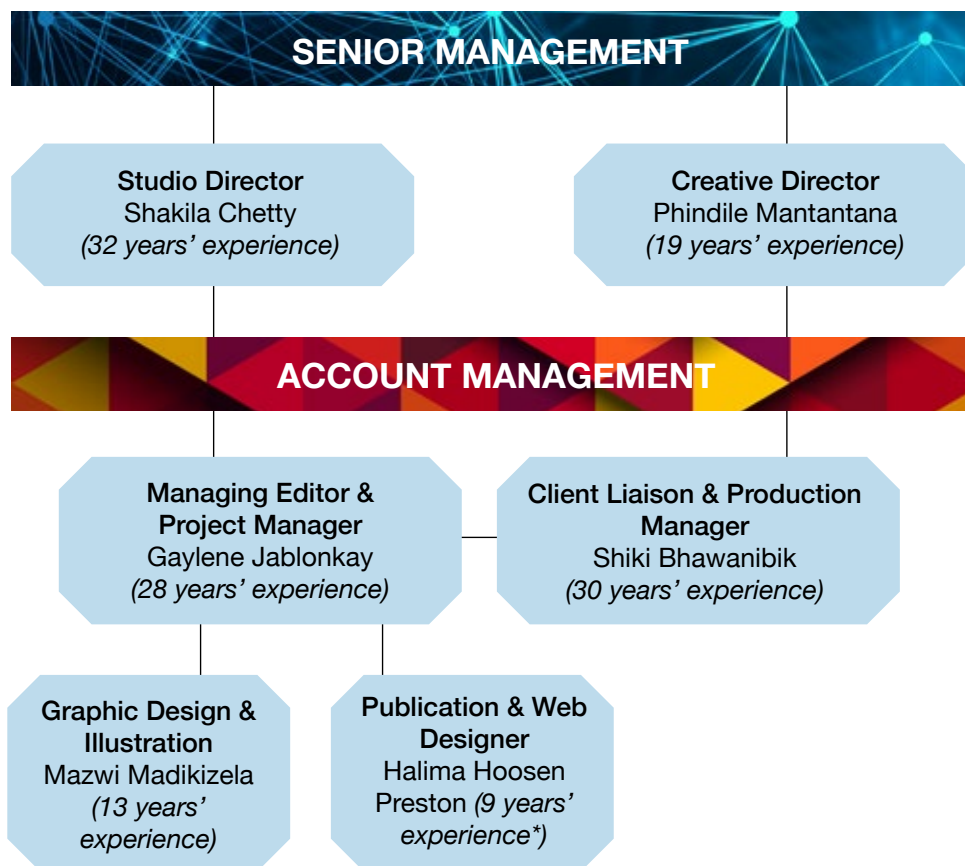 SENIOR MANAGEMENT
Studio Director
Shakila Chetty
(32 years’ experience)
Creative Director
Phindile Mantantana
(19 years’ experience)
ACCOUNT MANAGEMENT
Managing Editor &
Project Manager
Gaylene Jablonkay
(28 years’ experience)
Client Liaison & Production
Manager
Shiki Bhawanibik
(30 years’ experience)
Graphic Design &
Illustration
Mazwi Madikizela
(13 years’
experience)
Publication & Web
Designer
Halima Hoosen
Preston (9 years’
experience*)